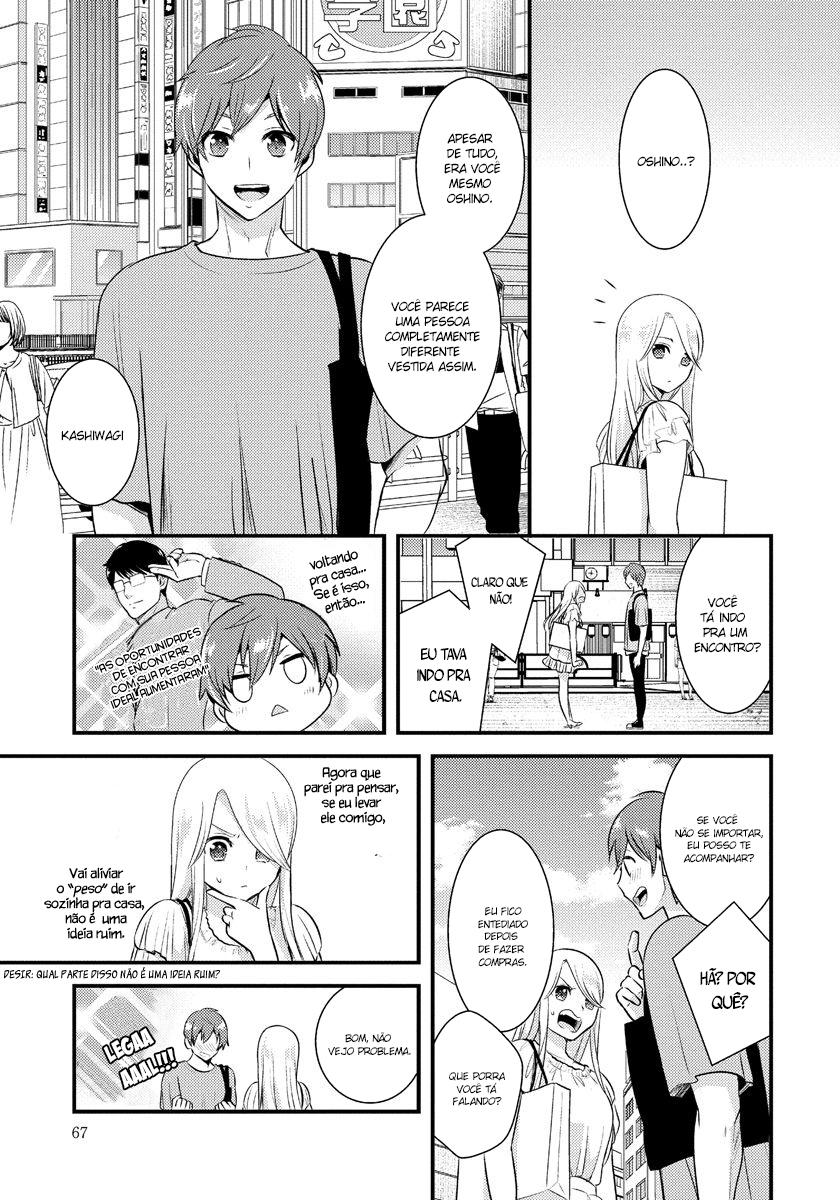 OSHINO..?
APESAR
DE TUDO,
ERA VOCÊ
MESMO
OSHINO.
VOCÊ PARECE
UMA PESSOA
COMPLETAMENTE
DIFERENTE
VESTIDA ASSIM.
KASHIWAGI
学園
VOCÊ
TÁ INDO
PRA UM
ENCONTRO?
CLARO QUE
NÃO!
EU TAVA
INDO PRA
CASA.
voltando
pra casa...
Se é isso,
então...
"AS OPORTUNIDADES
DE ENCONTRAR
COM SUA PESSOA
IDEAL AUMENTARAM"
SE VOCÊ
NÃO SE IMPORTAR,
EU POSSO TE
ACOMPANHAR?
HÃ? POR
QUÊ?
EU FICO
ENTEDIADO
DEPOIS
DE FAZER
COMPRAS.
QUE PORRA
VOCÊ TÁ
FALANDO?
Agora que
parei pra pensar,
se eu levar
ele comigo,
Vai aliviar
o "peso" de ir
sozinha pra casa,
não é uma
ideia ruim.
DESIR: QUAL PARTE DISSO NÃO É UMA IDEIA RUIM?
BOM, NÃO
VEJO PROBLEMA.
LEGAA
AAAL!!!
67